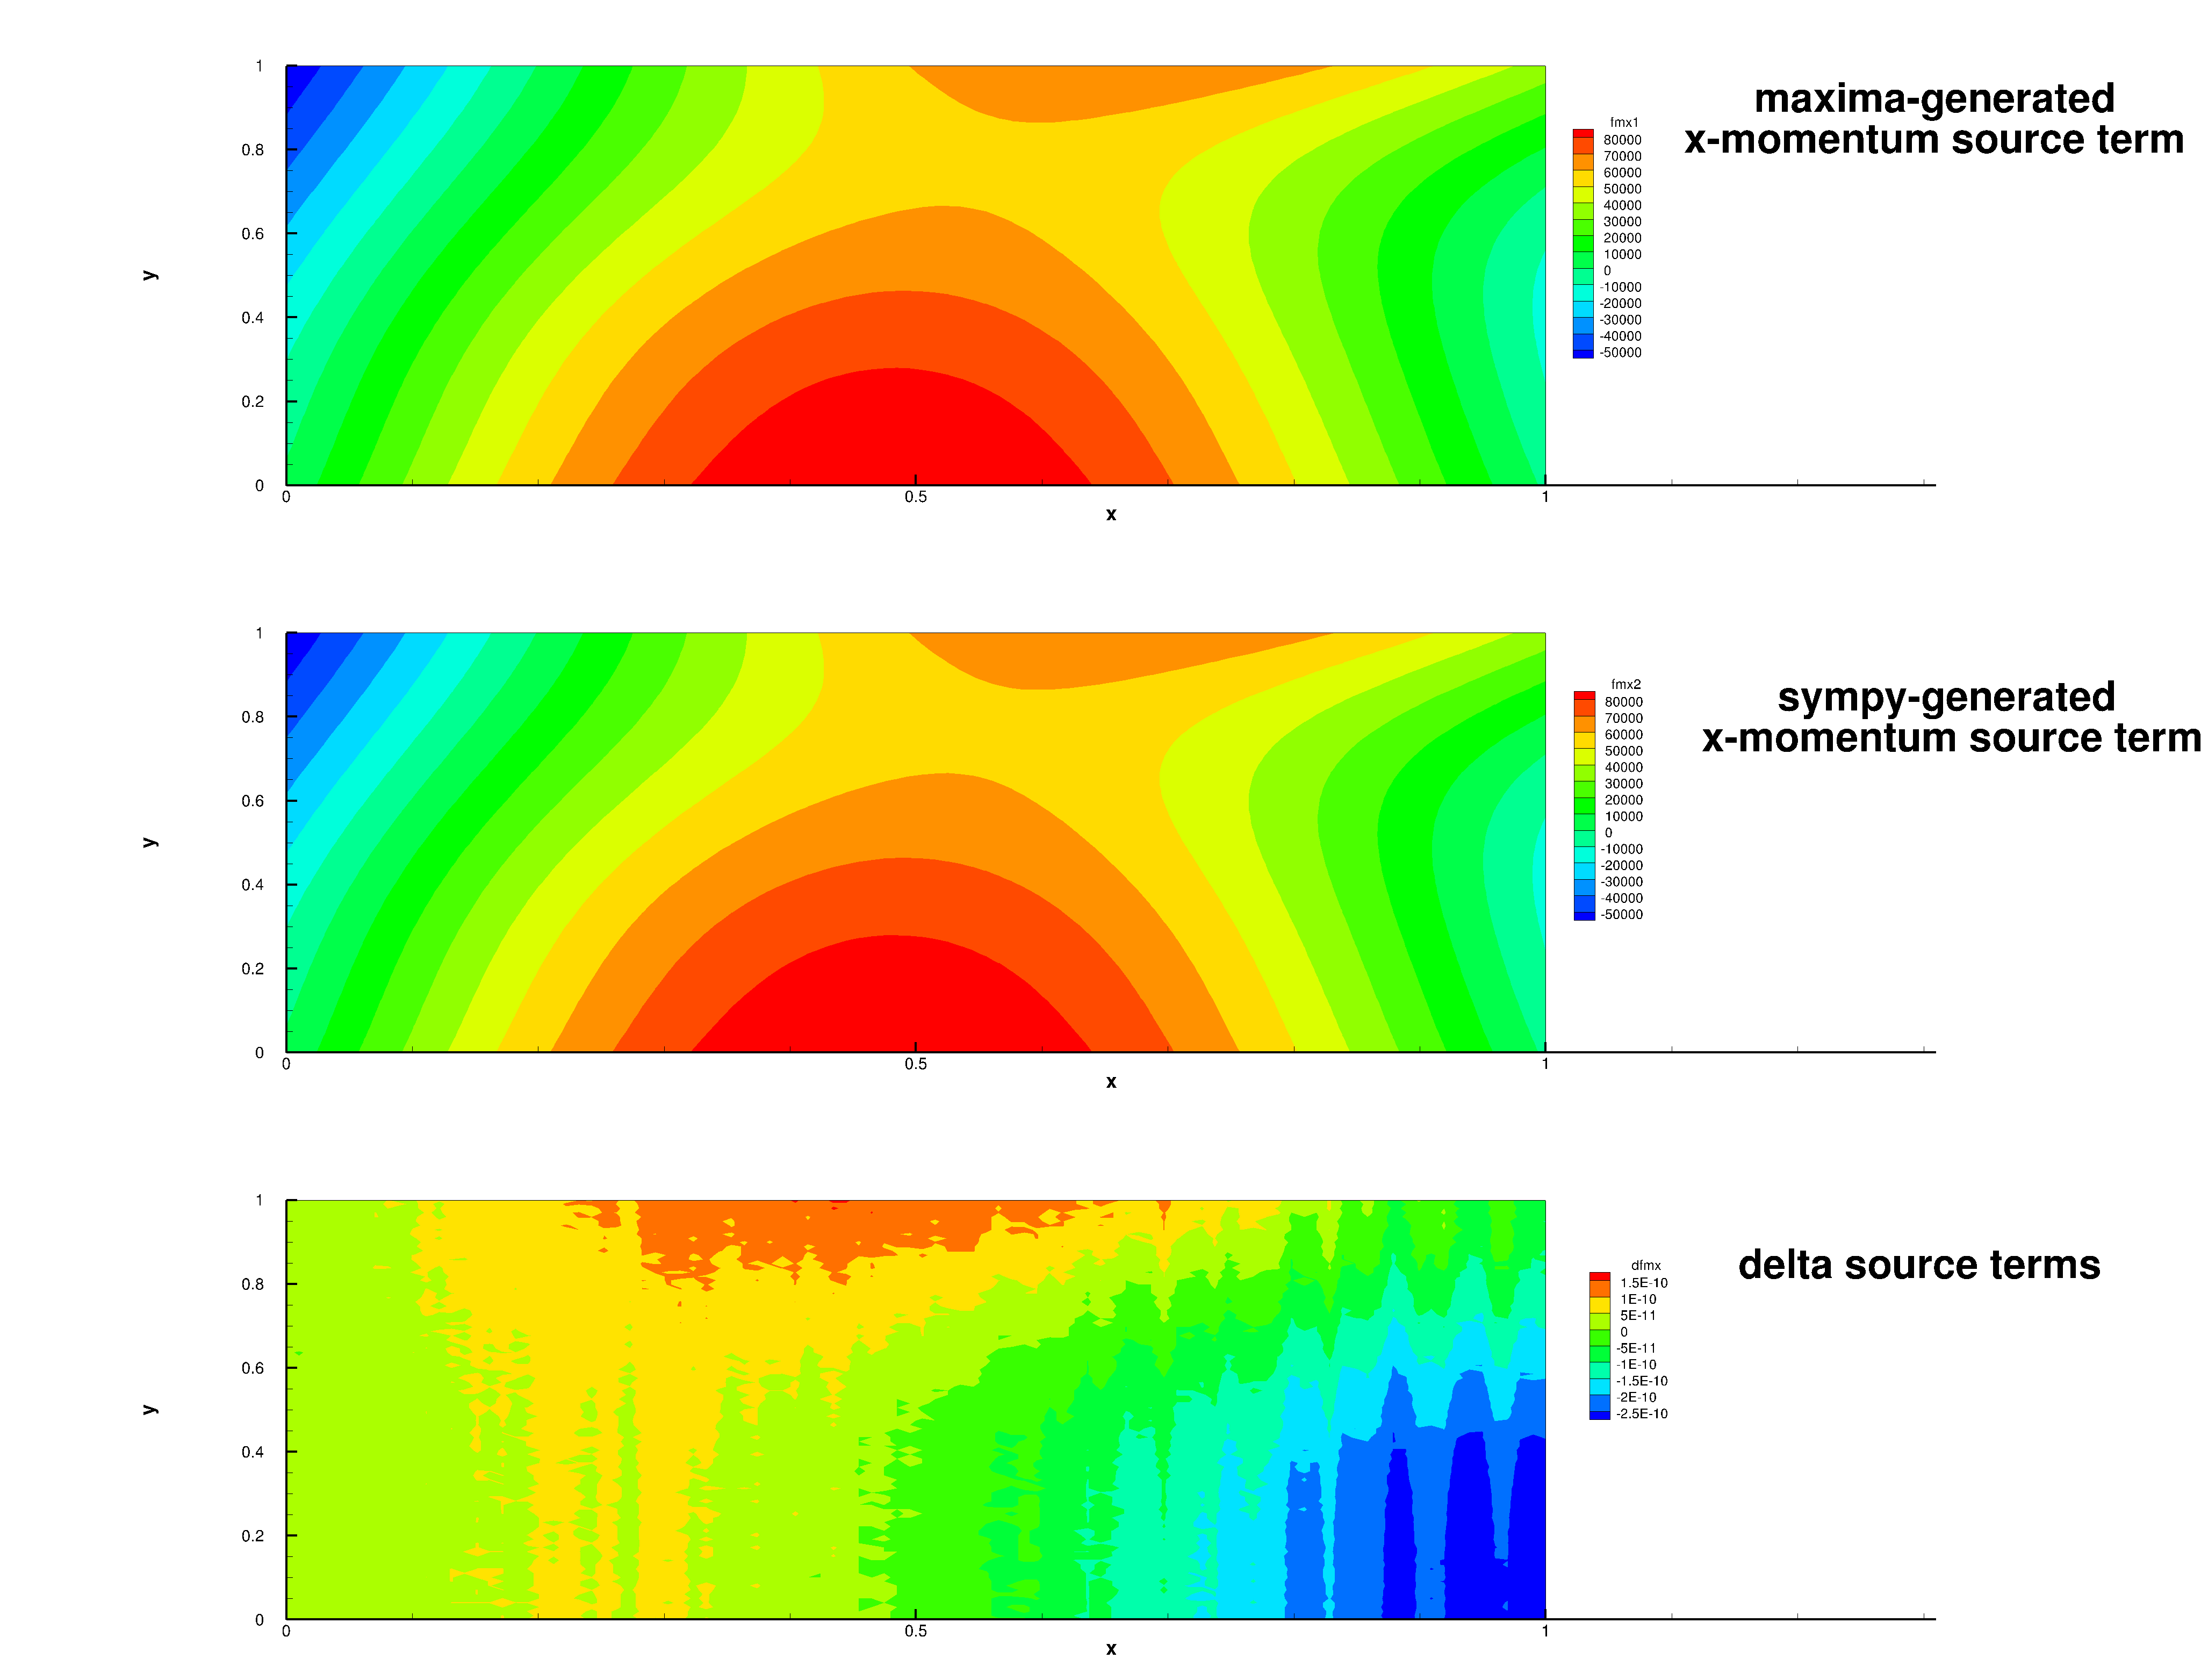 maxima-generated
x-momentum source term
fmx1
80000
70000
60000
50000
40000
30000
20000
10000
0
-10000
-20000
-30000
-40000
-50000
y
1
0.8
0.6
0.4
0.2
0
0
0.5
1
x
sympy-generated
x-momentum source term
fmx2
80000
70000
60000
50000
40000
30000
20000
10000
0
-10000
-20000
-30000
-40000
-50000
y
1
0.8
0.6
0.4
0.2
0
0
0.5
1
x
delta source terms
dfmx
1.5E-10
1E-10
5E-11
0
-5E-11
-1E-10
-1.5E-10
-2E-10
-2.5E-10
y
1
0.8
0.6
0.4
0.2
0
0
0.5
1
x